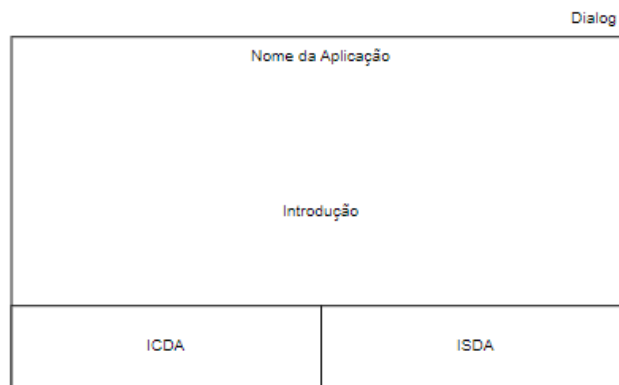 Dialog
Nome da Aplicação
Introdução
ICDA
ISDA